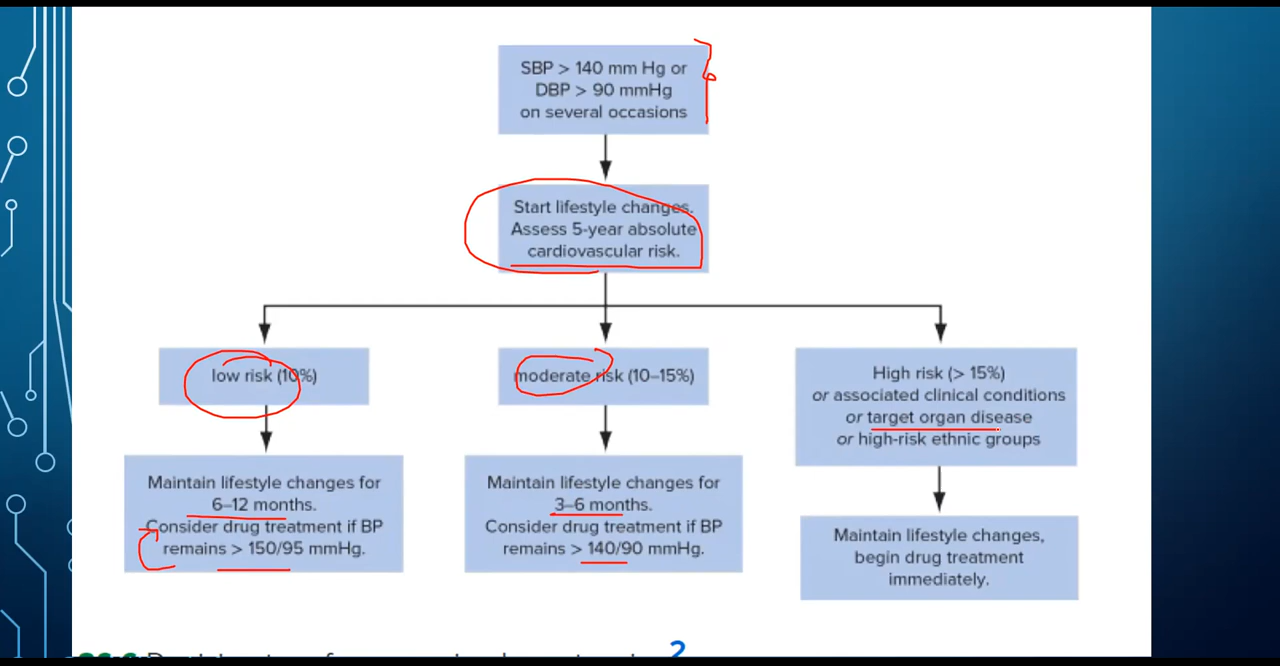 SBP > 140 mm Hg or
DBP > 90 mmHg
on several occasions
Start lifestyle changes.
Assess 5-year absolute
cardiovascular risk.
low risk (10%)
moderate risk (10–15%)
High risk (> 15%)
or associated clinical conditions
or target organ disease
or high-risk ethnic groups
Maintain lifestyle changes for
6–12 months.
Consider drug treatment if BP
remains > 150/95 mmHg.
Maintain lifestyle changes for
3–6 months.
Consider drug treatment if BP
remains > 140/90 mmHg.
Maintain lifestyle changes,
begin drug treatment
immediately.
2